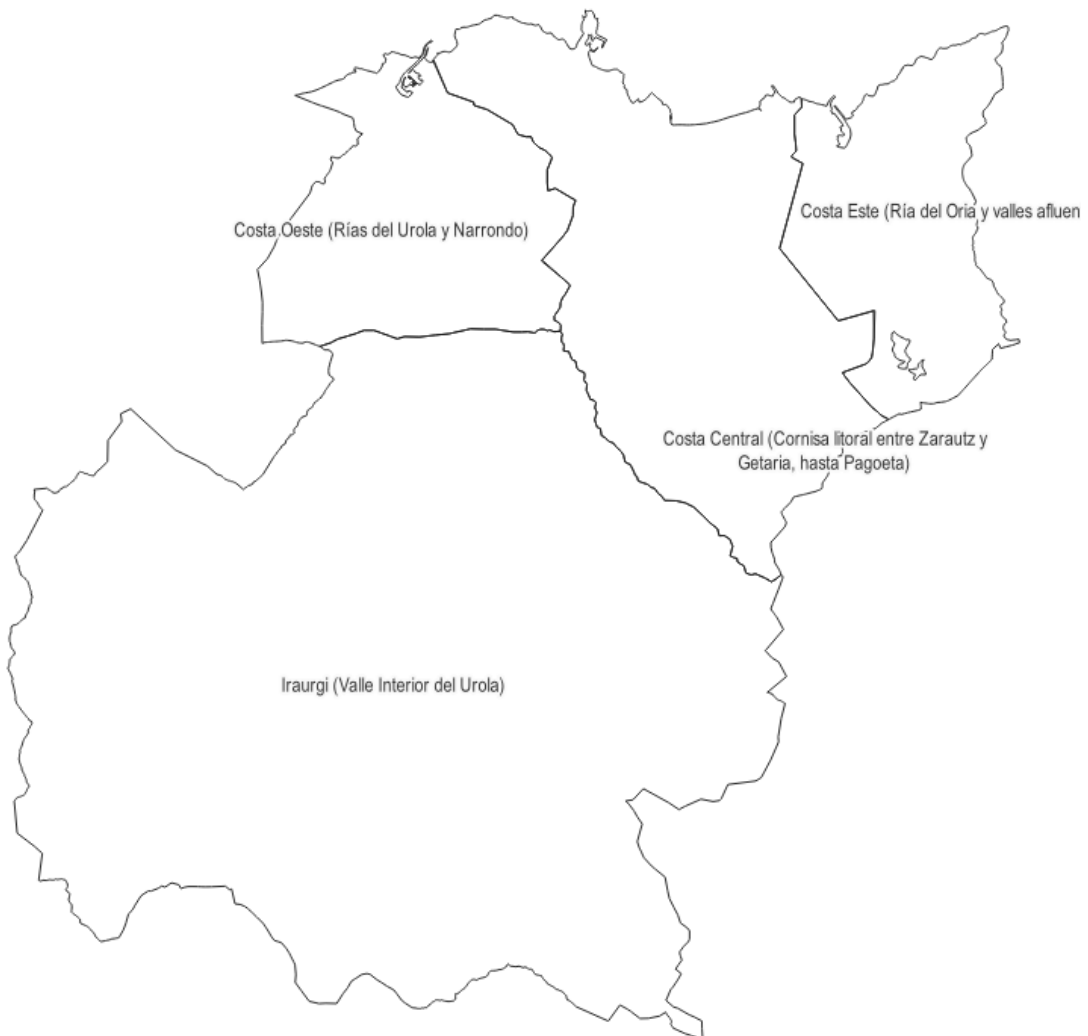 Costa Este (Ría del Oria y valles afluen
Costa Oeste (Rías del Urola y Narrondo)
Costa Central (Cornisa litoral entre Zarautz y
Getaria, hasta Pagoeta)
Iraurgi (Valle Interior del Urola)